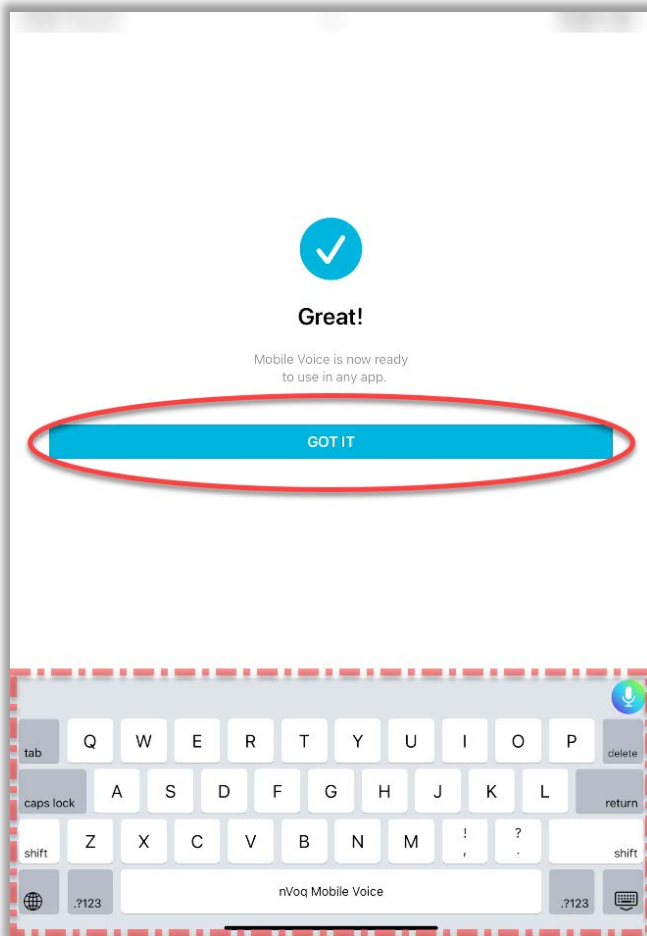 Great!
Mobile Voice is now ready
to use in any app.
GOT IT
tab Q W E R T Y U I O P delete
caps lock A S D F G H J K L return
shift Z X C V B N M ! , ? . shift
.?123 nVoq Mobile Voice .?123